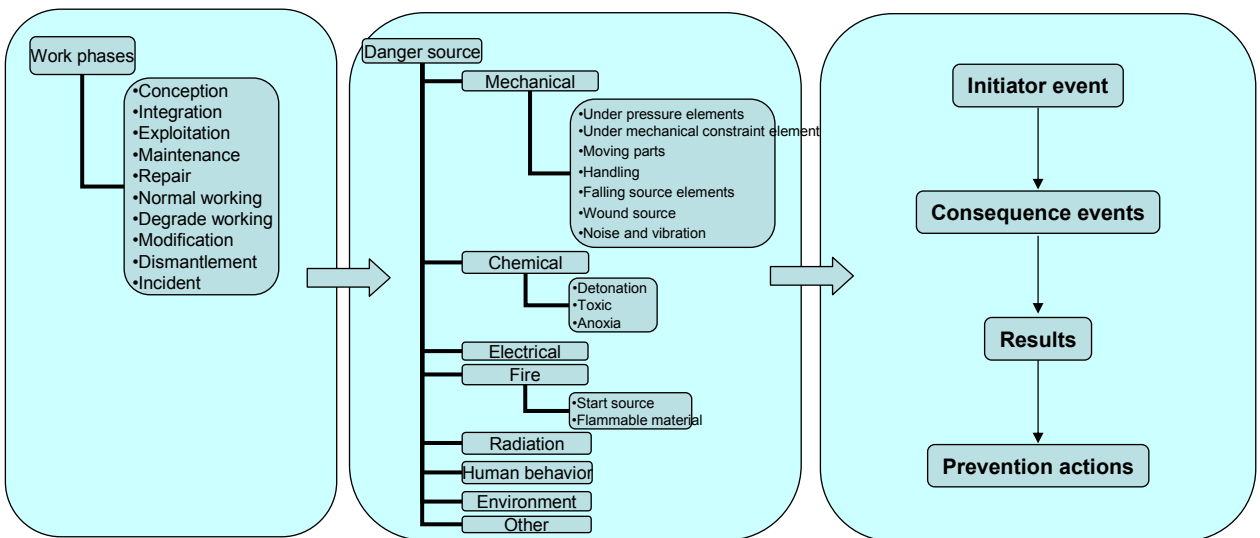 Work phases
•Conception
•Integration
•Exploitation
•Maintenance
•Repair
•Normal working
•Degrade working
•Modification
•Dismantlement
•Incident
Danger source
Mechanical
•Under pressure elements
•Under mechanical constraint element
•Moving parts
•Handling
•Falling source elements
•Wound source
•Noise and vibration
Chemical
•Detonation
•Toxic
•Anoxia
Electrical
Fire
•Start source
•Flammable material
Radiation
Human behavior
Environment
Other
Initiator event
Consequence events
Results
Prevention actions